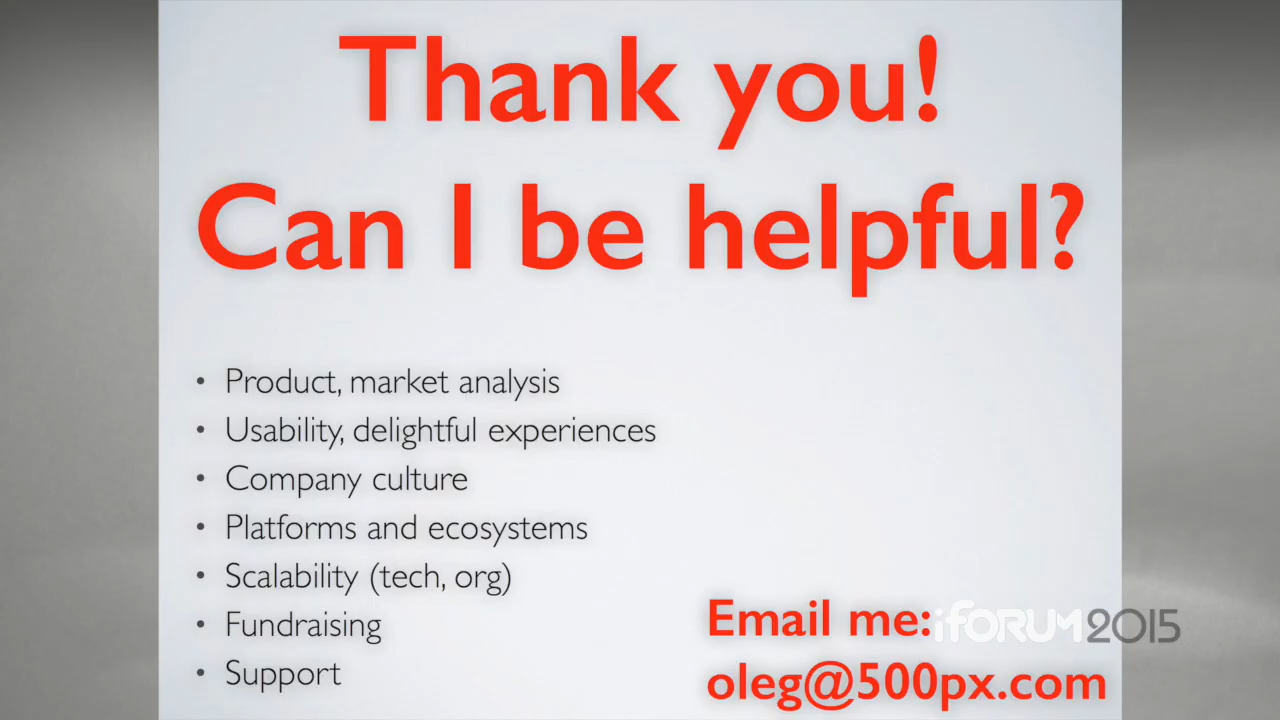 Thank you!
Can I be helpful?
• Product, market analysis
• Usability, delightful experiences
• Company culture
• Platforms and ecosystems
• Scalability (tech, org)
• Fundraising
• Support
Email me:
oleg@500px.com
iFORUM2015